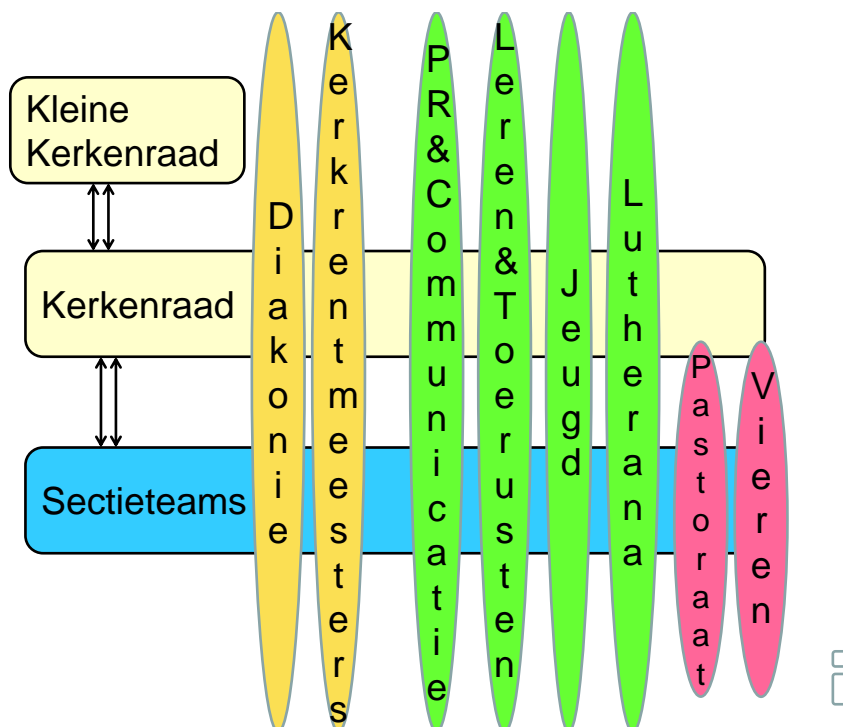 Kleine
Kerkenraad
Kerkenraad
Sectieteams
Diakonie
Kerkrentmeesters
PR&Communicatie
Leren&Toerusten
Jeugd
Lutherana
Pastoraat
Vieren